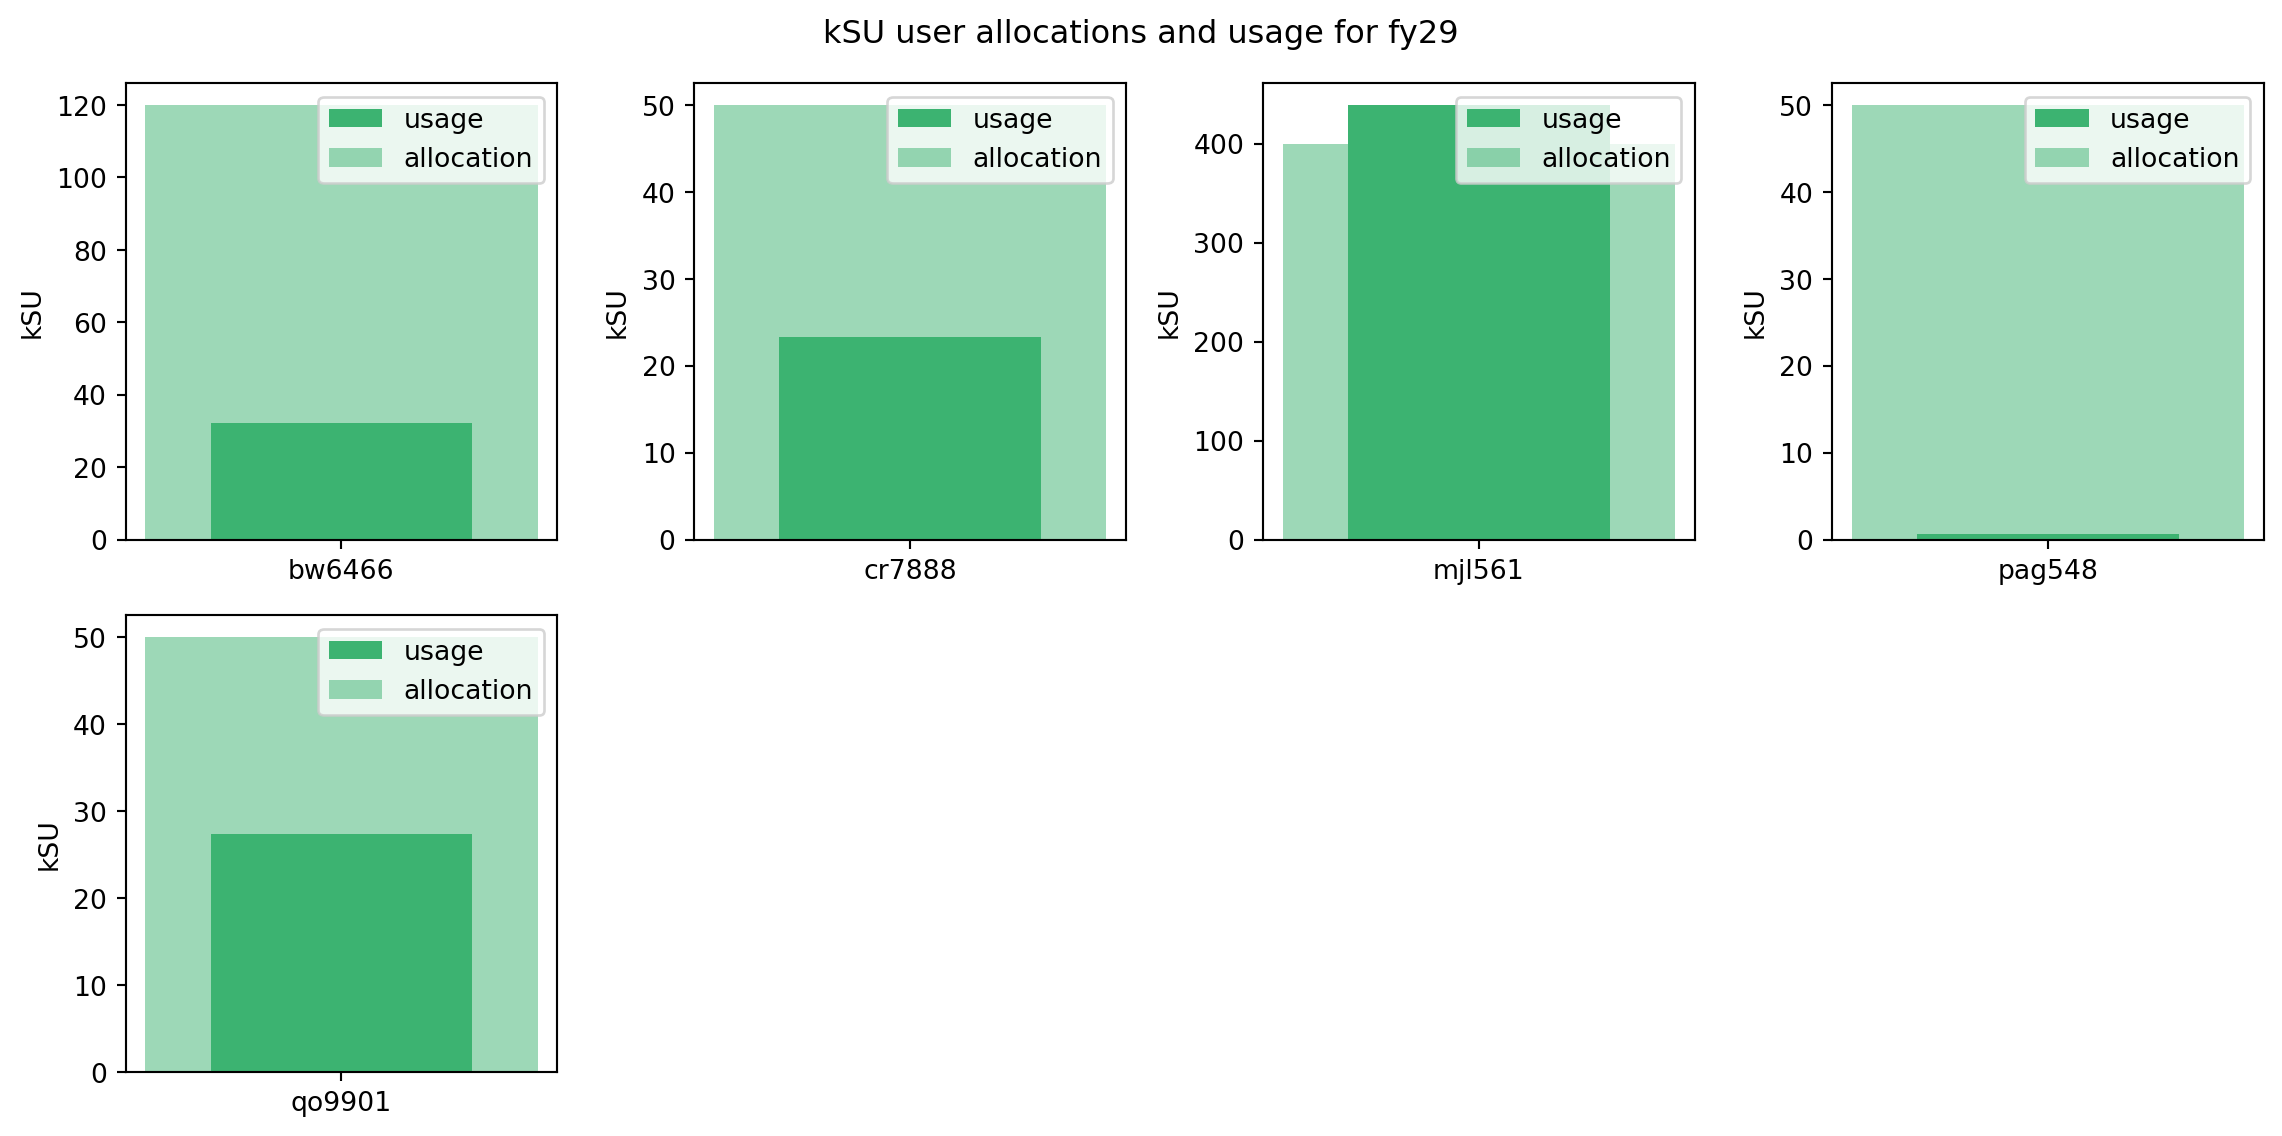 kSU user allocations and usage for fy29
120
100
80
60
40
20
0
kSU
usage
allocation
bw6466
50
40
30
20
10
0
kSU
usage
allocation
cr7888
400
300
200
100
0
kSU
usage
allocation
mjl561
50
40
30
20
10
0
kSU
usage
allocation
pag548
50
40
30
20
10
0
kSU
usage
allocation
qo9901